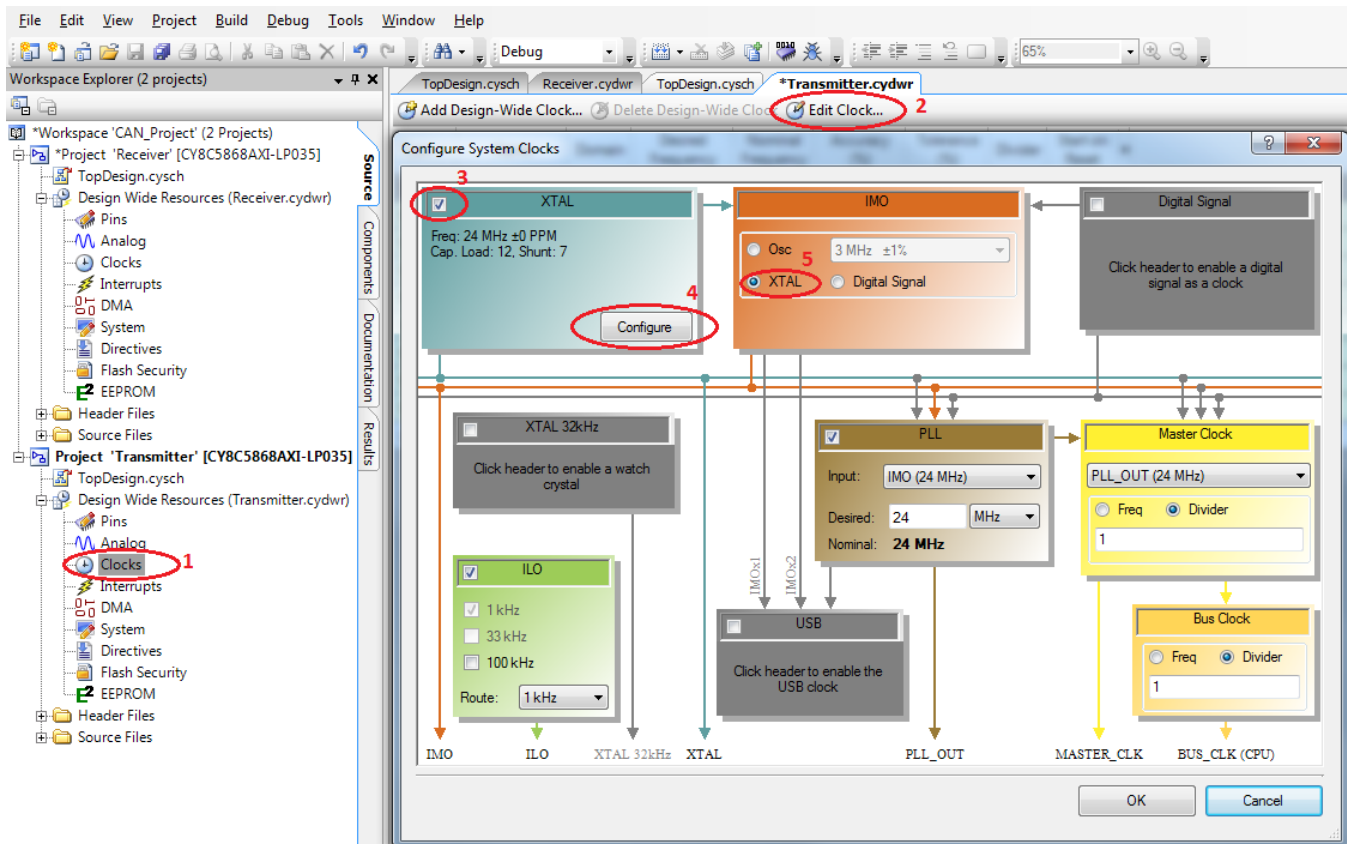 File Edit View Project Build Debug Tools Window Help
Debug 65%
Workspace Explorer (2 projects)
TopDesign.cysch Receiver.cydwr TopDesign.cysch *Transmitter.cydwr
Add Design-Wide Clock... Delete Design-Wide Clock Edit Clock... 2
*Workspace 'CAN_Project' (2 Projects)
*Project 'Receiver' [CY8C5868AXI-LP035]
TopDesign.cysch
Design Wide Resources (Receiver.cydwr)
Pins
Analog
Clocks
Interrupts
DMA
System
Directives
Flash Security
EEPROM
Header Files
Source Files
Project 'Transmitter' [CY8C5868AXI-LP035]
TopDesign.cysch
Design Wide Resources (Transmitter.cydwr)
Pins
Analog
Clocks 1
Interrupts
DMA
System
Directives
Flash Security
EEPROM
Header Files
Source Files
Source
Components
Documentation
Results
Configure System Clocks
3
XTAL
Freq: 24 MHz ±0 PPM
Cap. Load: 12, Shunt: 7
4
Configure
IMO
Osc 3 MHz ±1%
5
XTAL Digital Signal
Digital Signal
Click header to enable a digital
signal as a clock
XTAL 32kHz
Click header to enable a watch
crystal
PLL
Input: IMO (24 MHz)
Desired: 24 MHz
Nominal: 24 MHz
Master Clock
PLL_OUT (24 MHz)
Freq Divider
1
ILO
1 kHz
33 kHz
100 kHz
Route: 1 kHz
IMOx1
IMOx2
USB
Click header to enable the
USB clock
Bus Clock
Freq Divider
1
IMO ILO XTAL 32kHz XTAL PLL_OUT MASTER_CLK BUS_CLK (CPU)
OK Cancel